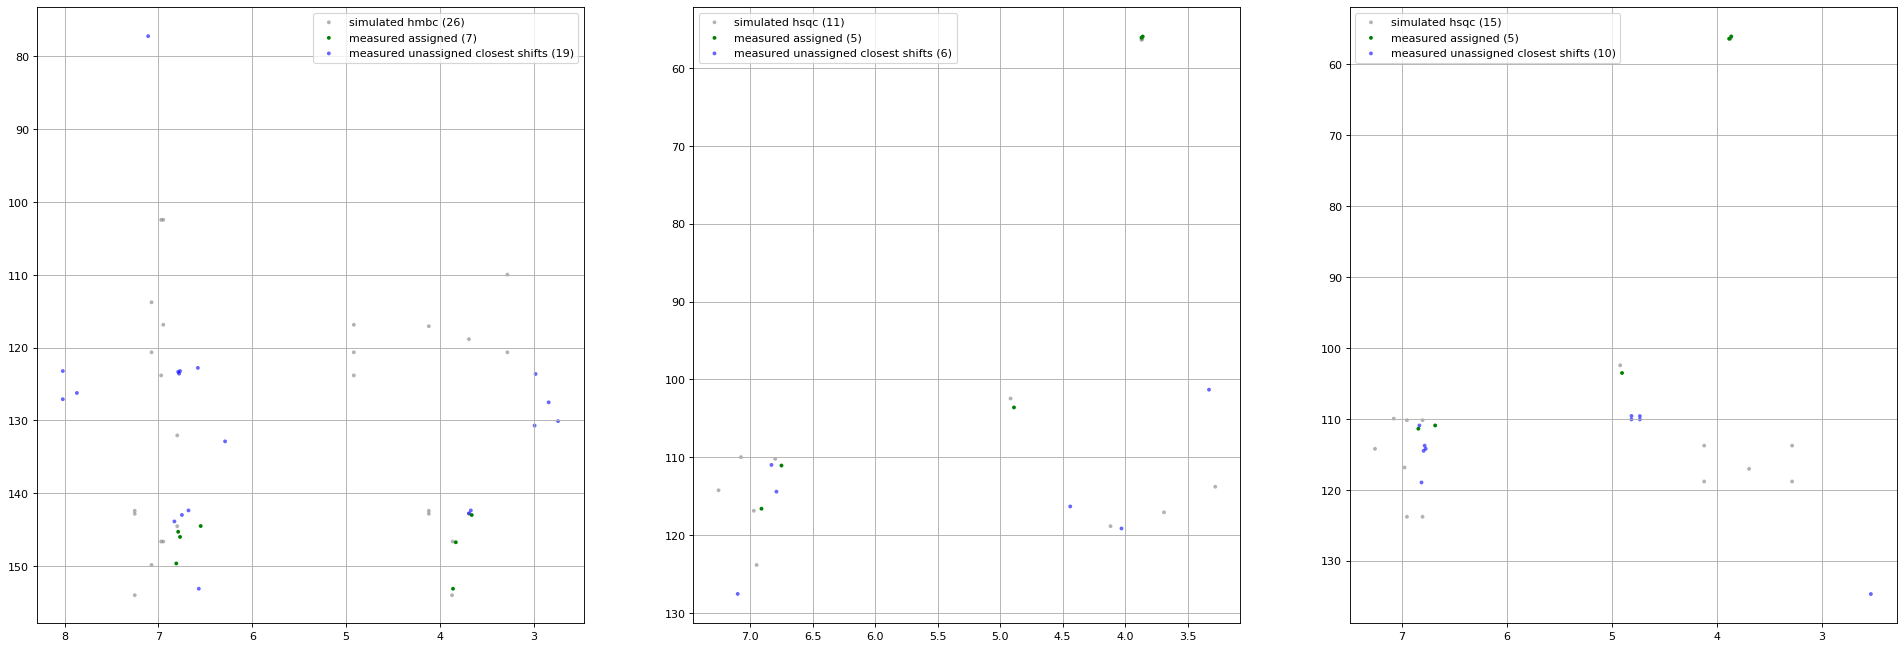 simulated hmbc (26)
measured assigned (7)
measured unassigned closest shifts (19)
80
90
100
110
120
130
140
150
8 7 6 5 4 3
simulated hsqc (11)
measured assigned (5)
measured unassigned closest shifts (6)
60
70
80
90
100
110
120
130
7.0 6.5 6.0 5.5 5.0 4.5 4.0 3.5
simulated hsqc (15)
measured assigned (5)
measured unassigned closest shifts (10)
60
70
80
90
100
110
120
130
7 6 5 4 3